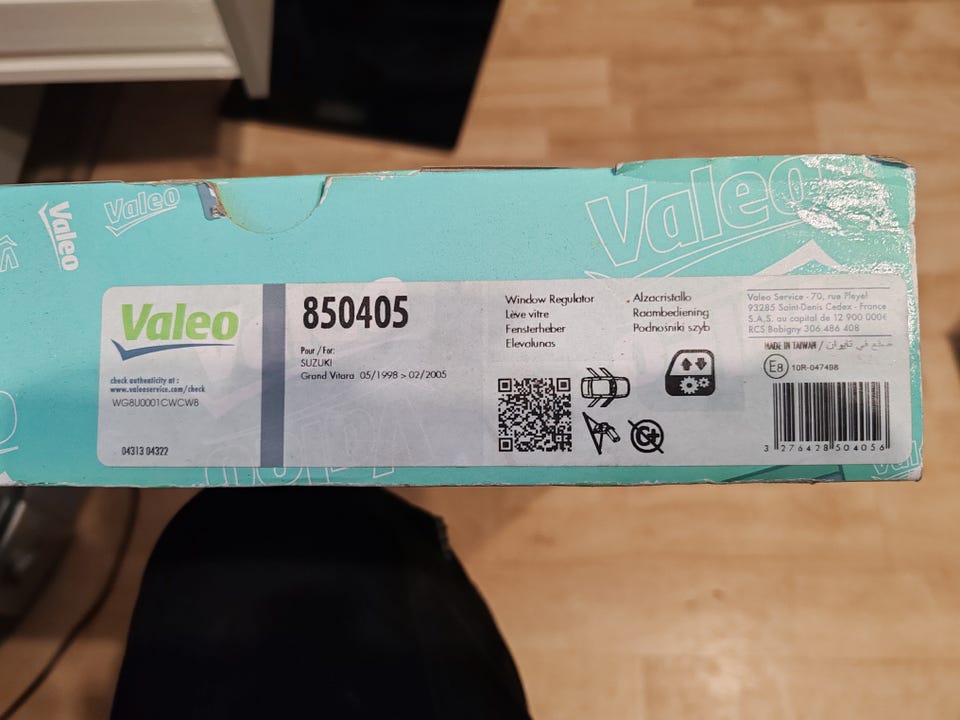 Valeo
Valeo
Valeo
Valeo
850405
Pour / For:
SUZUKI
Grand Vitara 05/1998 > 02/2005
check authenticity at :
www.valeoservice.com/check
WG8U0001CWCW8
04313 04322
Window Regulator
Lève vitre
Fensterheber
Elevalunas
Alzacristallo
Raambediening
Podnośniki szyb
Valeo Service - 70, rue Pleyel
93285 Saint-Denis Cedex - France
S.A.S. au capital de 12 900 000€
RCS Bobigny 306 486 408
MADE IN TAIWAN / صنع في تايوان
E8 10R-047498
3 276428 504056